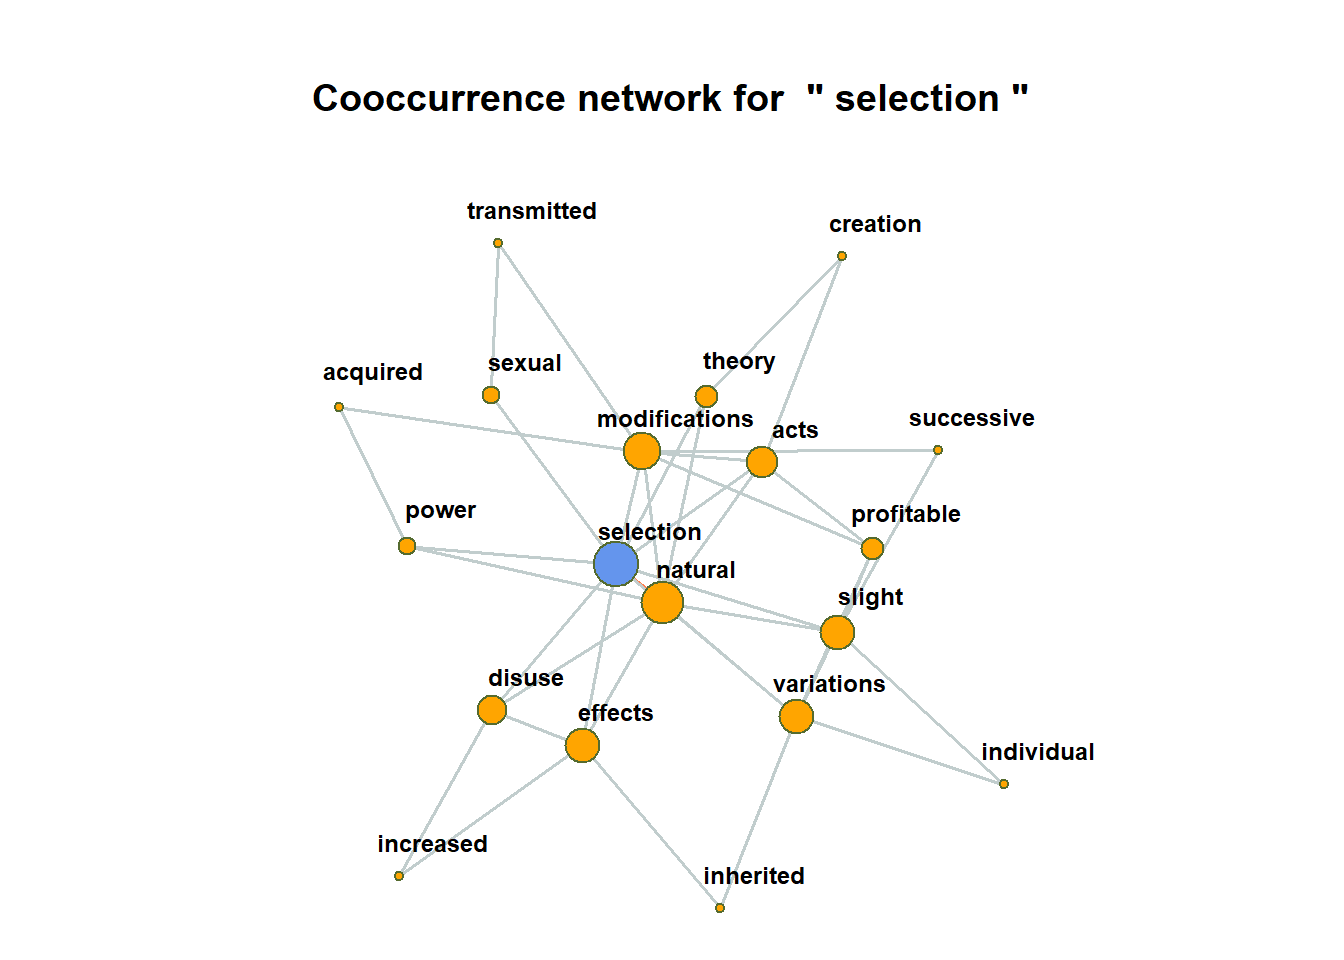 Cooccurrence network for " selection "
transmitted
creation
sexual
theory
acquired
modifications
acts
successive
power
profitable
selection
natural
slight
disuse
variations
effects
individual
increased
inherited